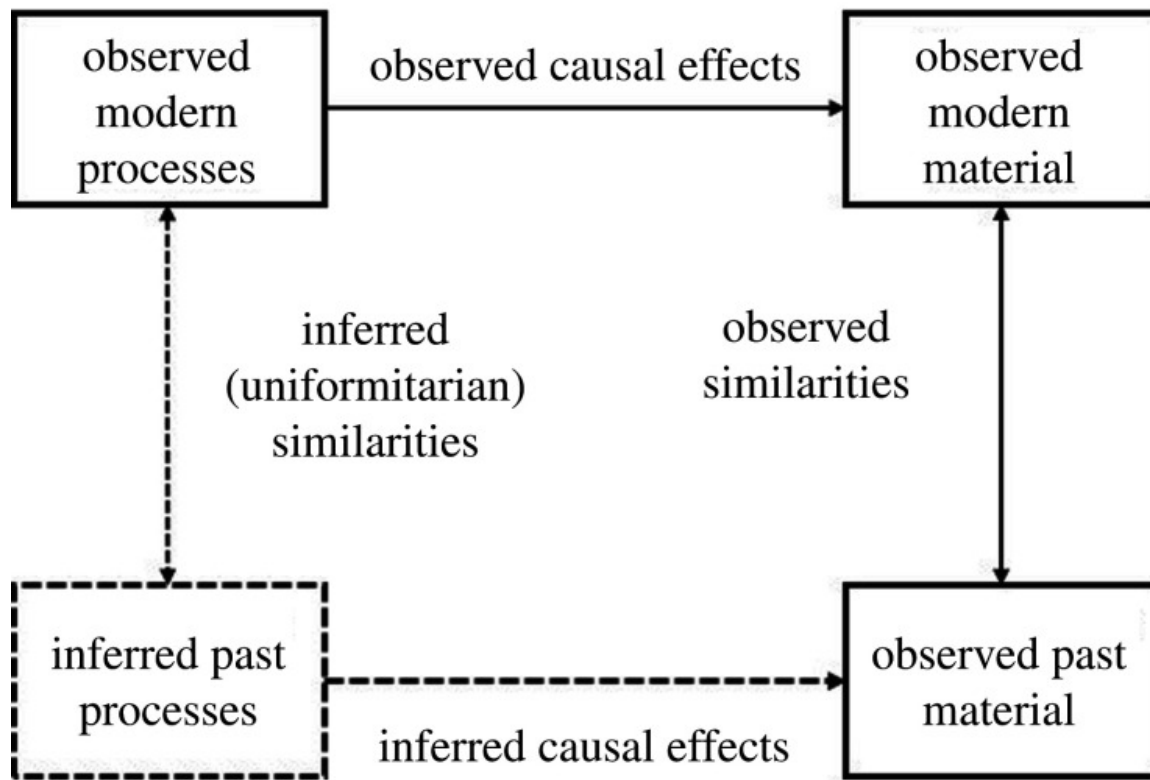 observed
modern
processes
observed causal effects
observed
modern
material
inferred
(uniformitarian)
similarities
observed
similarities
inferred past
processes
inferred causal effects
observed past
material